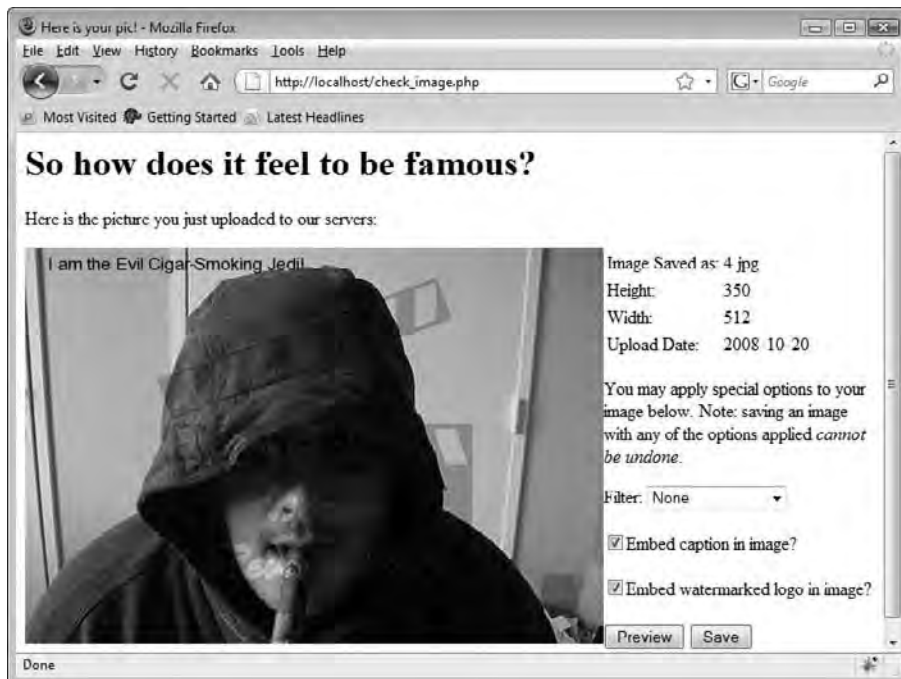 Here is your pic! - Mozilla Firefox
File Edit View History Bookmarks Tools Help
http://localhost/check_image.php
G Google
Most Visited Getting Started Latest Headlines
So how does it feel to be famous?
Here is the picture you just uploaded to our servers:
I am the Evil Cigar-Smoking Jedi!
Image Saved as: 4.jpg
Height: 350
Width: 512
Upload Date: 2008-10-20
You may apply special options to your
image below. Note: saving an image
with any of the options applied cannot
be undone.
Filter: None
Embed caption in image?
Embed watermarked logo in image?
Preview Save
Done